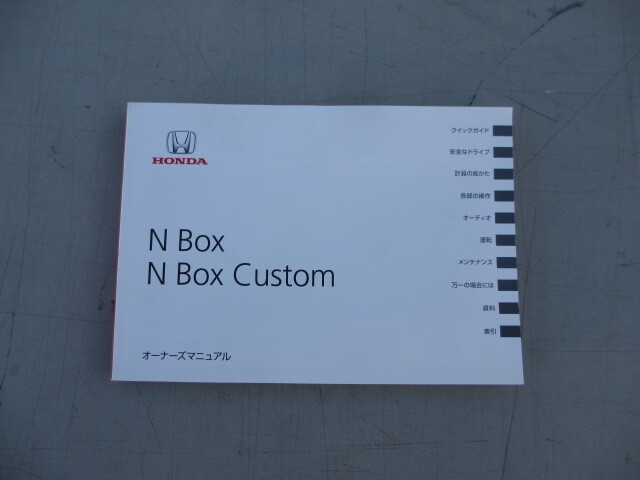 HONDA
N Box
N Box Custom
オーナーズマニュアル
クイックガイド
安全なドライブ
計器の見かた
各部の操作
オーディオ
運転
メンテナンス
万一の場合には
資料
索引